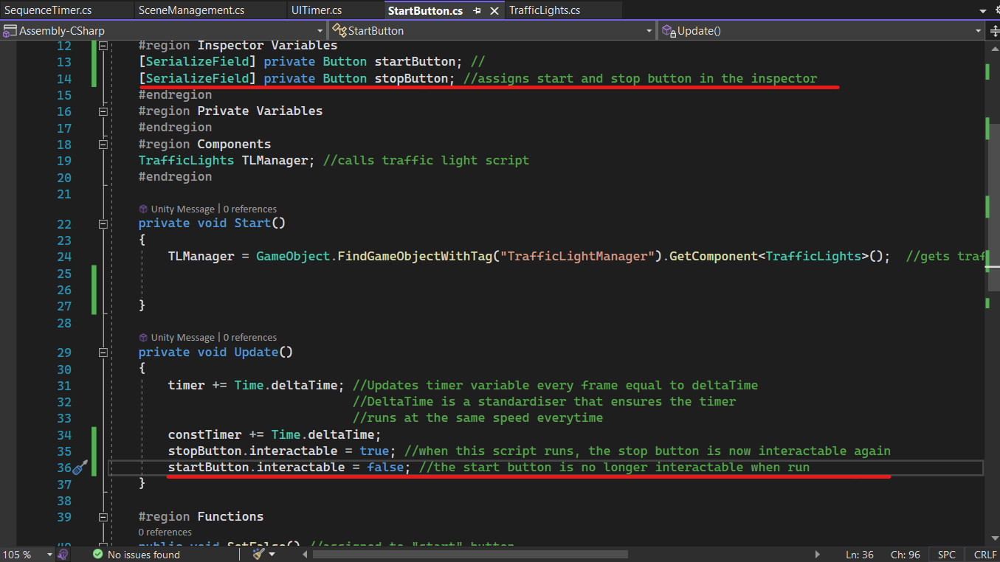 SequenceTimer.cs SceneManagement.cs UITimer.cs StartButton.cs TrafficLights.cs
Assembly-CSharp StartButton Update()
12 #region Inspector Variables
13 [SerializeField] private Button startButton; //
14 [SerializeField] private Button stopButton; //assigns start and stop button in the inspector
15 #endregion
16 #region Private Variables
17 #endregion
18 #region Components
19 TrafficLights TLManager; //calls traffic light script
20 #endregion
21
Unity Message | 0 references
22 private void Start()
23 {
24 TLManager = GameObject.FindGameObjectWithTag("TrafficLightManager").GetComponent<TrafficLights>(); //gets traf
25
26
27 }
28
Unity Message | 0 references
29 private void Update()
30 {
31 timer += Time.deltaTime; //Updates timer variable every frame equal to deltaTime
32 //DeltaTime is a standardiser that ensures the timer
33 //runs at the same speed everytime
34 constTimer += Time.deltaTime;
35 stopButton.interactable = true; //when this script runs, the stop button is now interactable again
36 startButton.interactable = false; //the start button is no longer interactable when run
37 }
38
39 #region Functions
0 references
40 public void SetFalse() //assigned to "start" button
105 % No issues found Ln: 36 Ch: 96 SPC CRLF